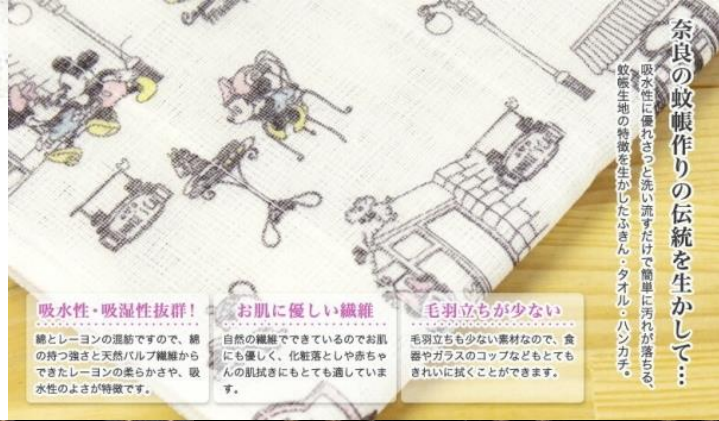 奈良の蚊帳作りの伝統を生かして…
吸水性に優れさっと洗い流すだけで簡単に汚れが落ちる、
蚊帳生地の特徴を生かしたふきん・タオル・ハンカチ。
吸水性・吸湿性抜群!
綿とレーヨンの混紡ですので、綿
の持つ強さと天然パルプ繊維から
できたレーヨンの柔らかさや、吸
水性のよさが特徴です。
お肌に優しい繊維
自然の繊維でできているのでお肌
にも優しく、化粧落としや赤ちゃ
んの肌拭きにもとても適していま
す。
毛羽立ちが少ない
毛羽立ちも少ない素材なので、食
器やガラスのコップなどもとても
きれいに拭くことができます。